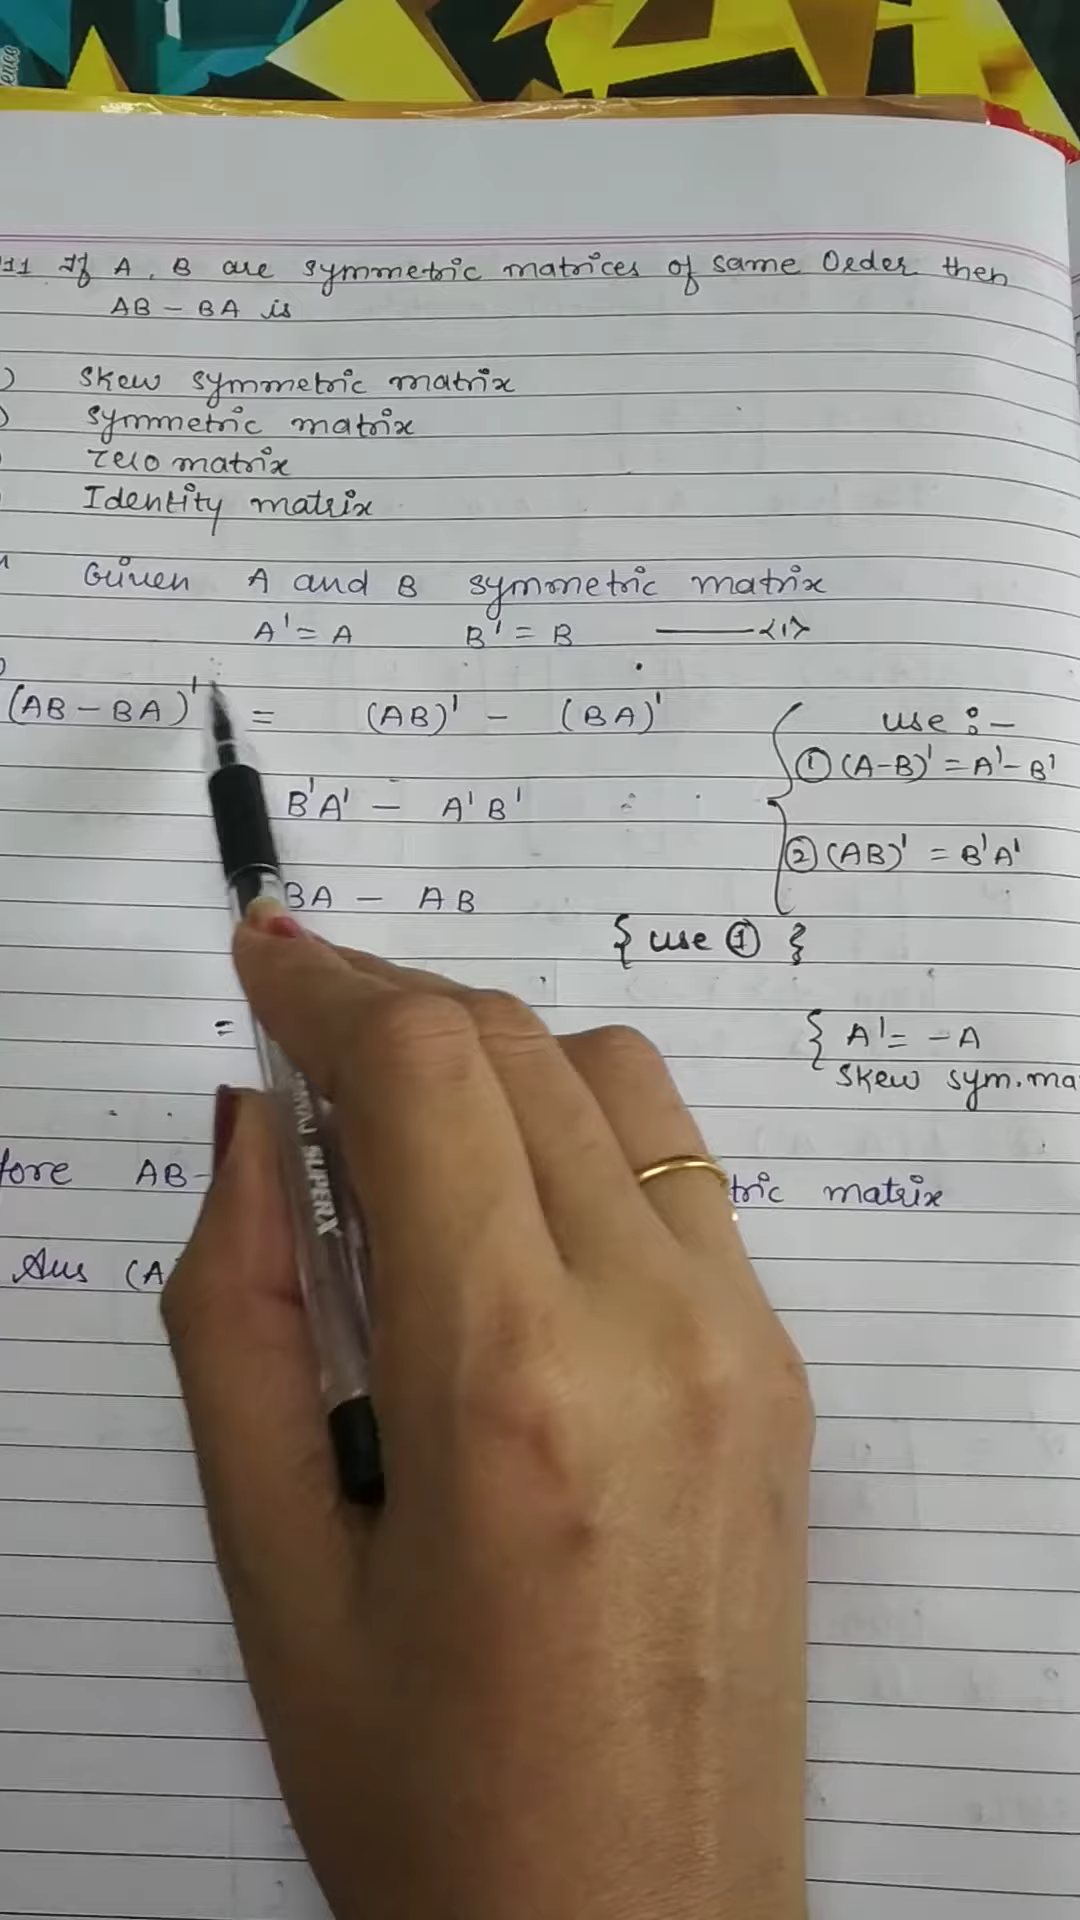 11 If A, B are symmetric matrices of same Order then
AB - BA is
) Skew symmetric matrix
) symmetric matrix
zero matrix
Identity matrix
Given A and B symmetric matrix
A' = A B' = B ——<1>
(AB - BA)' = (AB)' - (BA)'
use :-
① (A-B)' = A' - B'
B'A' - A'B'
② (AB)' = B'A'
BA - AB
{ use ① }
=
{ A' = -A
Skew sym. ma
fore AB- tric matrix
Ans (A
SUPERX